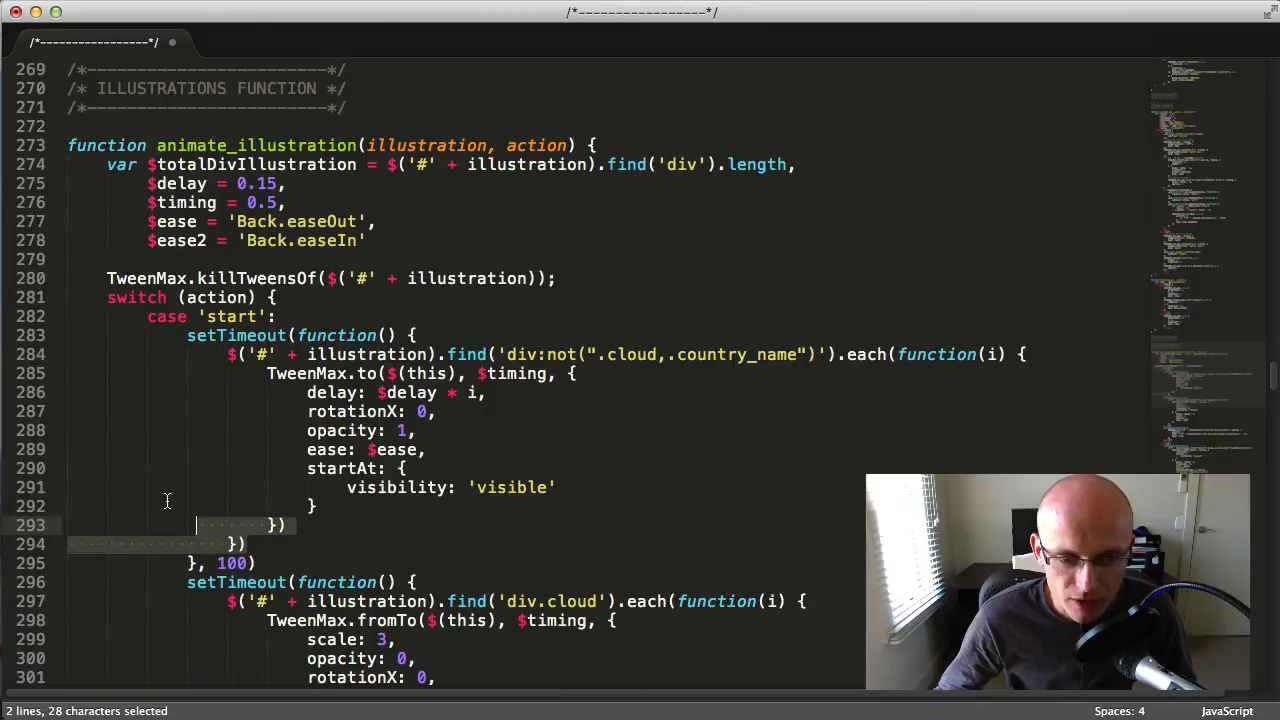 /*-----------------*/
/*-----------------*/
269 /*------------------------*/
270 /* ILLUSTRATIONS FUNCTION */
271 /*------------------------*/
272
273 function animate_illustration(illustration, action) {
274 var $totalDivIllustration = $('#' + illustration).find('div').length,
275 $delay = 0.15,
276 $timing = 0.5,
277 $ease = 'Back.easeOut',
278 $ease2 = 'Back.easeIn'
279
280 TweenMax.killTweensOf($('#' + illustration));
281 switch (action) {
282 case 'start':
283 setTimeout(function() {
284 $('#' + illustration).find('div:not(".cloud,.country_name")').each(function(i) {
285 TweenMax.to($(this), $timing, {
286 delay: $delay * i,
287 rotationX: 0,
288 opacity: 1,
289 ease: $ease,
290 startAt: {
291 visibility: 'visible'
292 }
293 })
294 })
295 }, 100)
296 setTimeout(function() {
297 $('#' + illustration).find('div.cloud').each(function(i) {
298 TweenMax.fromTo($(this), $timing, {
299 scale: 3,
300 opacity: 0,
301 rotationX: 0,
2 lines, 28 characters selected
Spaces: 4
JavaScript